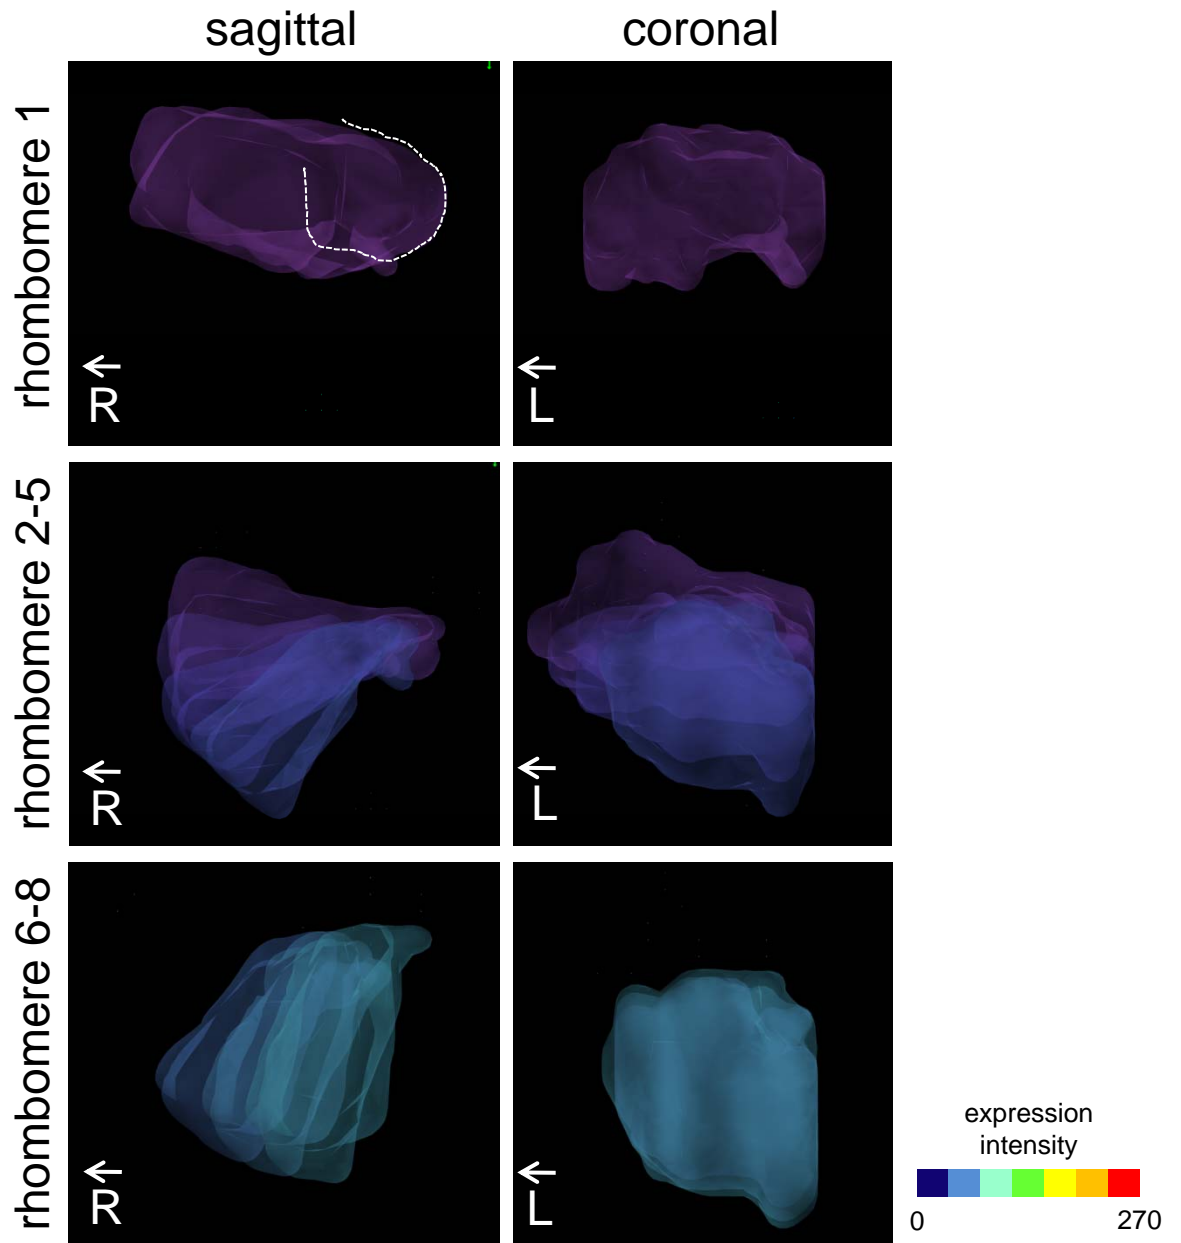 sagittal
coronal
rhombomere 1
R
L
rhombomere 2-5
R
L
rhombomere 6-8
R
L
expression
intensity
0
270